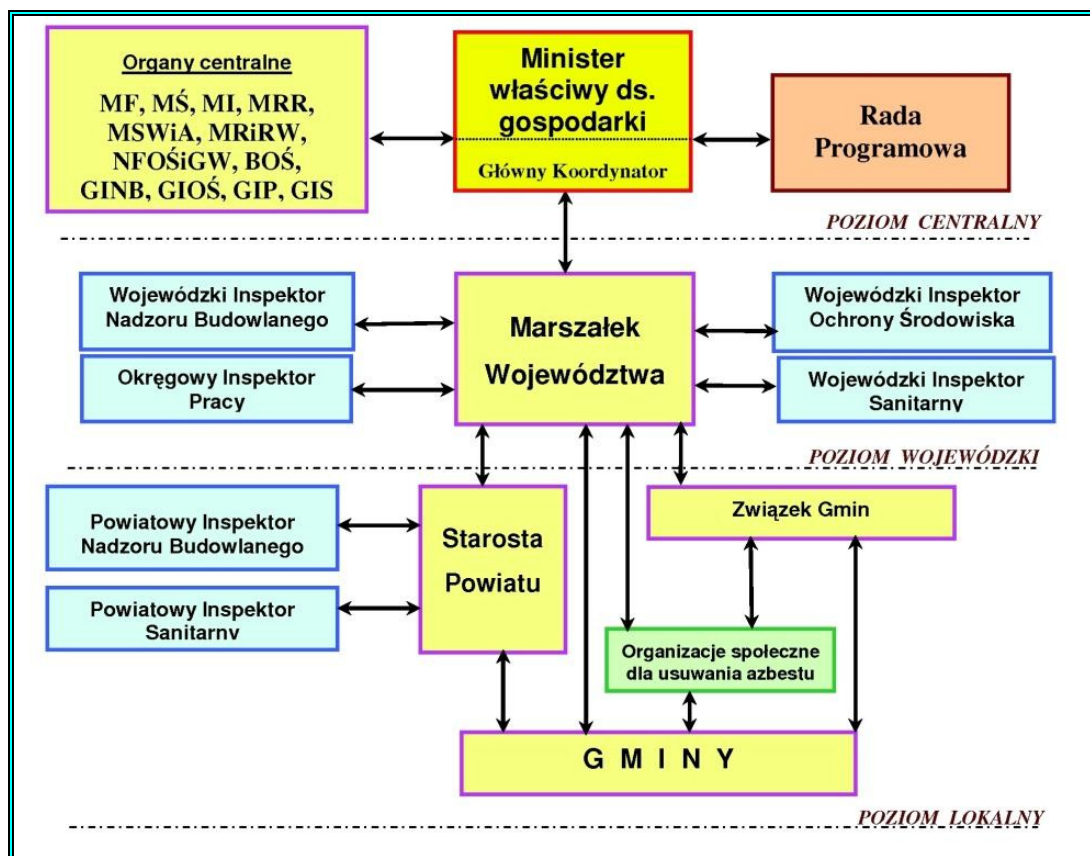 Organy centralne
MF, MŚ, MI, MRR,
MSWiA, MRiRW,
NFOŚiGW, BOŚ,
GINB, GIOŚ, GIP, GIS
Minister
właściwy ds.
gospodarki
Główny Koordynator
Rada
Programowa
POZIOM CENTRALNY
Wojewódzki Inspektor
Nadzoru Budowlanego
Okręgowy Inspektor
Pracy
Marszałek
Województwa
Wojewódzki Inspektor
Ochrony Środowiska
Wojewódzki Inspektor
Sanitarny
POZIOM WOJEWÓDZKI
Powiatowy Inspektor
Nadzoru Budowlanego
Powiatowy Inspektor
Sanitarny
Starosta
Powiatu
Związek Gmin
Organizacje społeczne
dla usuwania azbestu
G M I N Y
POZIOM LOKALNY